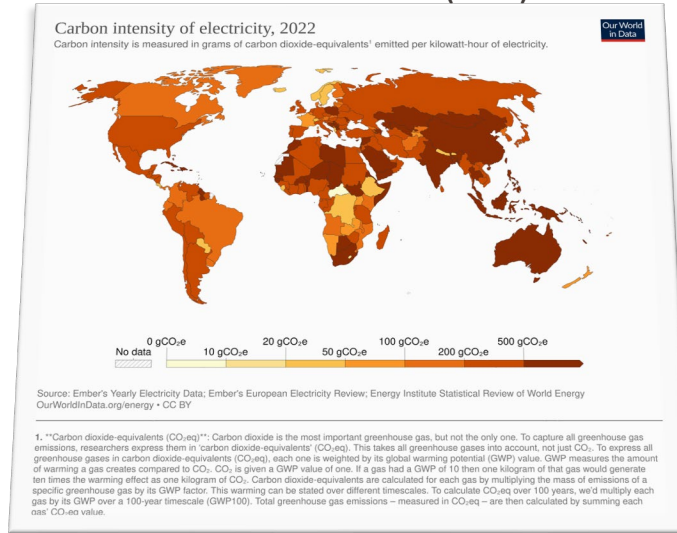 Carbon intensity of electricity, 2022
Our World
in Data
Carbon intensity is measured in grams of carbon dioxide-equivalents¹ emitted per kilowatt-hour of electricity.
0 gCO₂e 20 gCO₂e 100 gCO₂e 500 gCO₂e
No data 10 gCO₂e 50 gCO₂e 200 gCO₂e
Source: Ember's Yearly Electricity Data; Ember's European Electricity Review; Energy Institute Statistical Review of World Energy
OurWorldInData.org/energy • CC BY
1. **Carbon dioxide-equivalents (CO₂eq)**: Carbon dioxide is the most important greenhouse gas, but not the only one. To capture all greenhouse gas
emissions, researchers express them in 'carbon dioxide-equivalents' (CO₂eq). This takes all greenhouse gases into account, not just CO₂. To express all
greenhouse gases in carbon dioxide-equivalents (CO₂eq), each one is weighted by its global warming potential (GWP) value. GWP measures the amount
of warming a gas creates compared to CO₂. CO₂ is given a GWP value of one. If a gas had a GWP of 10 then one kilogram of that gas would generate
ten times the warming effect as one kilogram of CO₂. Carbon dioxide-equivalents are calculated for each gas by multiplying the mass of emissions of a
specific greenhouse gas by its GWP factor. This warming can be stated over different timescales. To calculate CO₂eq over 100 years, we'd multiply each
gas by its GWP over a 100-year timescale (GWP100). Total greenhouse gas emissions – measured in CO₂eq – are then calculated by summing each
gas' CO₂eq value.